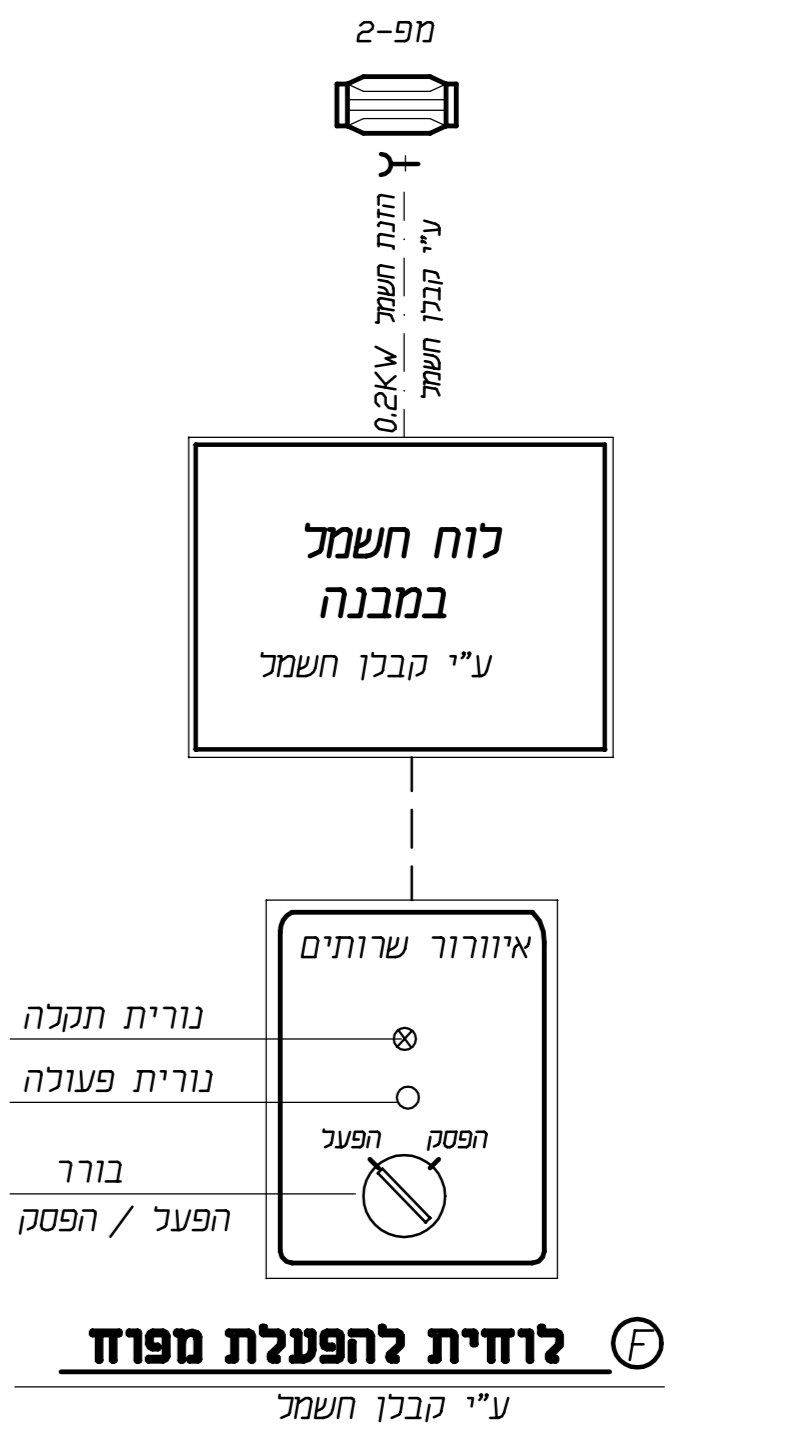 מפ-2
הזנת חשמל 0.2KW
ע"י קבלן חשמל
לוח חשמל
במבנה
ע"י קבלן חשמל
איוורור שרותים
נורית תקלה
נורית פעולה
הפסק
הפעל
בורר
הפעל / הפסק
F לוחית להפעלת מפוח
ע"י קבלן חשמל